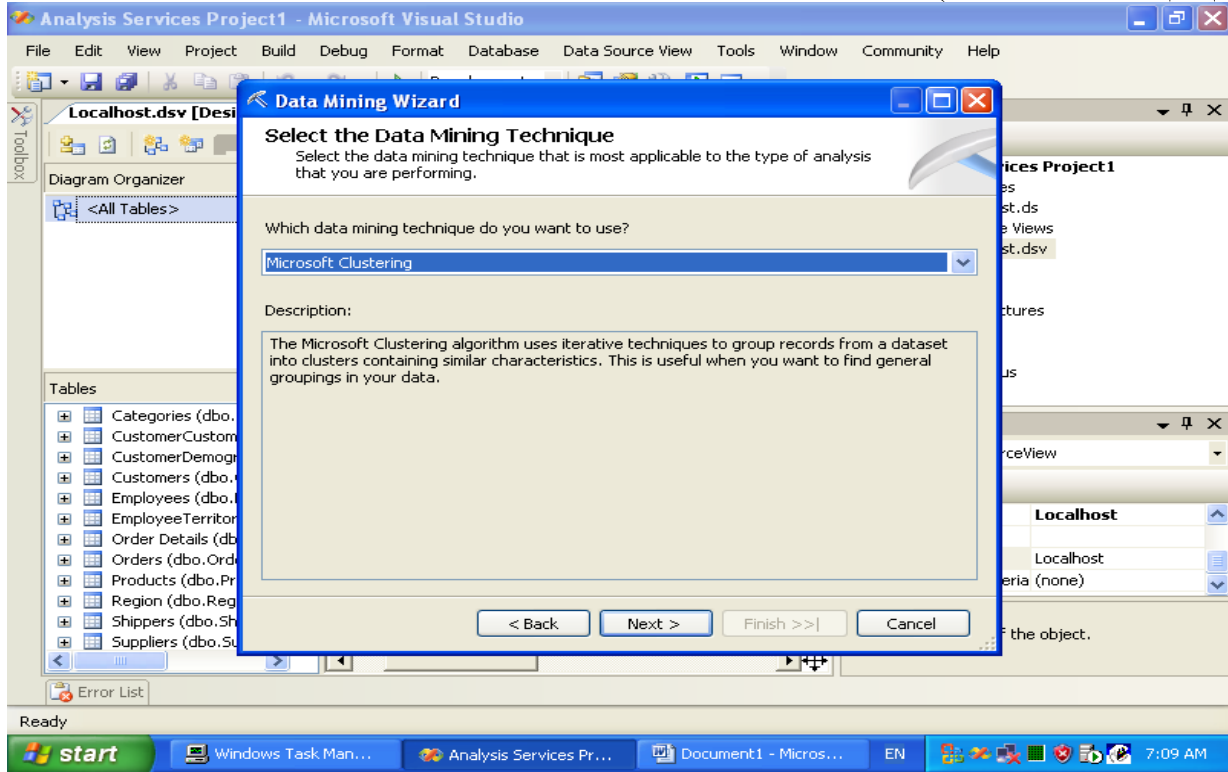 Analysis Services Project1 - Microsoft Visual Studio
File Edit View Project Build Debug Format Database Data Source View Tools Window Community Help
Toolbox
Localhost.dsv [Desi
Diagram Organizer
<All Tables>
Tables
Categories (dbo.
CustomerCustom
CustomerDemogr
Customers (dbo.
Employees (dbo.
EmployeeTerritor
Order Details (db
Orders (dbo.Ord
Products (dbo.Pr
Region (dbo.Reg
Shippers (dbo.Sh
Suppliers (dbo.Su
Data Mining Wizard
Select the Data Mining Technique
Select the data mining technique that is most applicable to the type of analysis
that you are performing.
Which data mining technique do you want to use?
Microsoft Clustering
Description:
The Microsoft Clustering algorithm uses iterative techniques to group records from a dataset
into clusters containing similar characteristics. This is useful when you want to find general
groupings in your data.
< Back Next > Finish >>| Cancel
ices Project1
es
st.ds
e Views
st.dsv
tures
us
rceView
Localhost
Localhost
eria (none)
f the object.
Error List
Ready
start Windows Task Man... Analysis Services Pr... Document1 - Micros... EN 7:09 AM